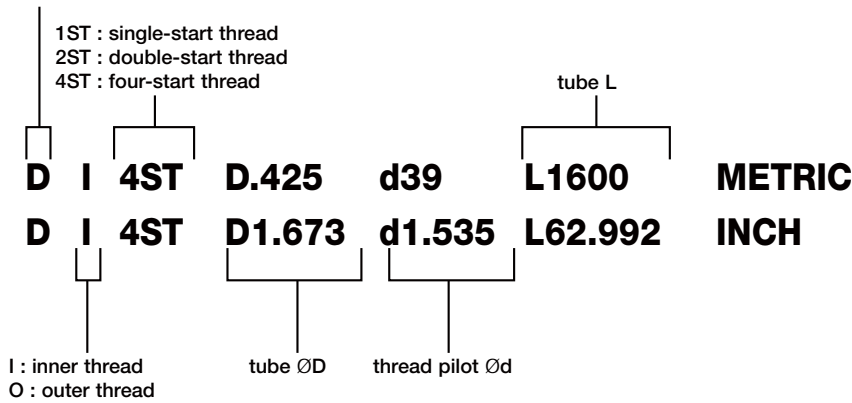 1ST : single-start thread
2ST : double-start thread
4ST : four-start thread
tube L
D I 4ST D.425 d39 L1600 METRIC
D I 4ST D1.673 d1.535 L62.992 INCH
I : inner thread
O : outer thread
tube ØD
thread pilot Ød